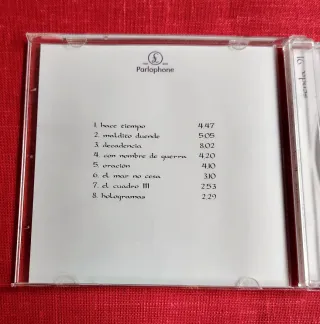 Parlophone
1. hace tiempo 4.47
2. maldito duende 5:05
3. decadencia 8:02
4. con nombre de guerra 4.20
5. oración 4.10
6. el mar no cesa 3.10
7. el cuadro III 2:53
8. hologramas 2:29
senda 91